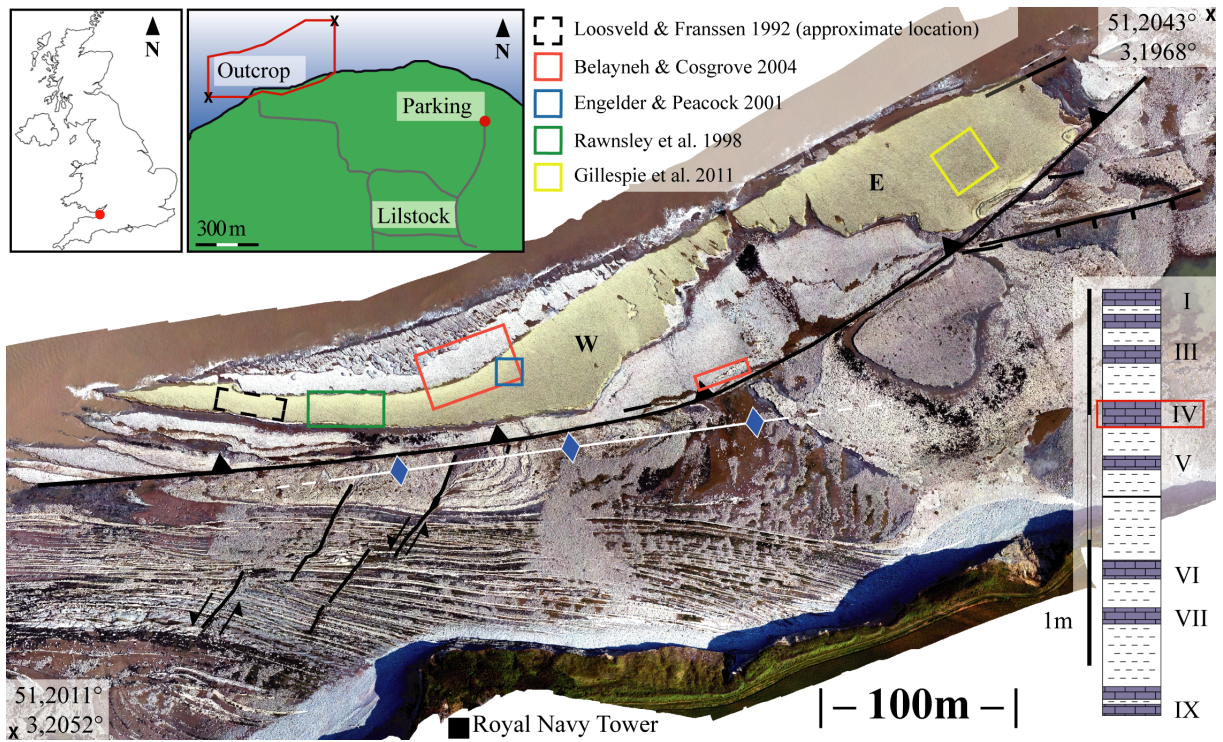 N
N
Outcrop
Parking
Lilstock
300 m
x
x
Loosveld & Franssen 1992 (approximate location)
Belayneh & Cosgrove 2004
Engelder & Peacock 2001
Rawnsley et al. 1998
Gillespie et al. 2011
51,2043° x
3,1968°
E
W
I
III
IV
V
VI
VII
IX
1m
51,2011°
x 3,2052°
Royal Navy Tower
|– 100m –|